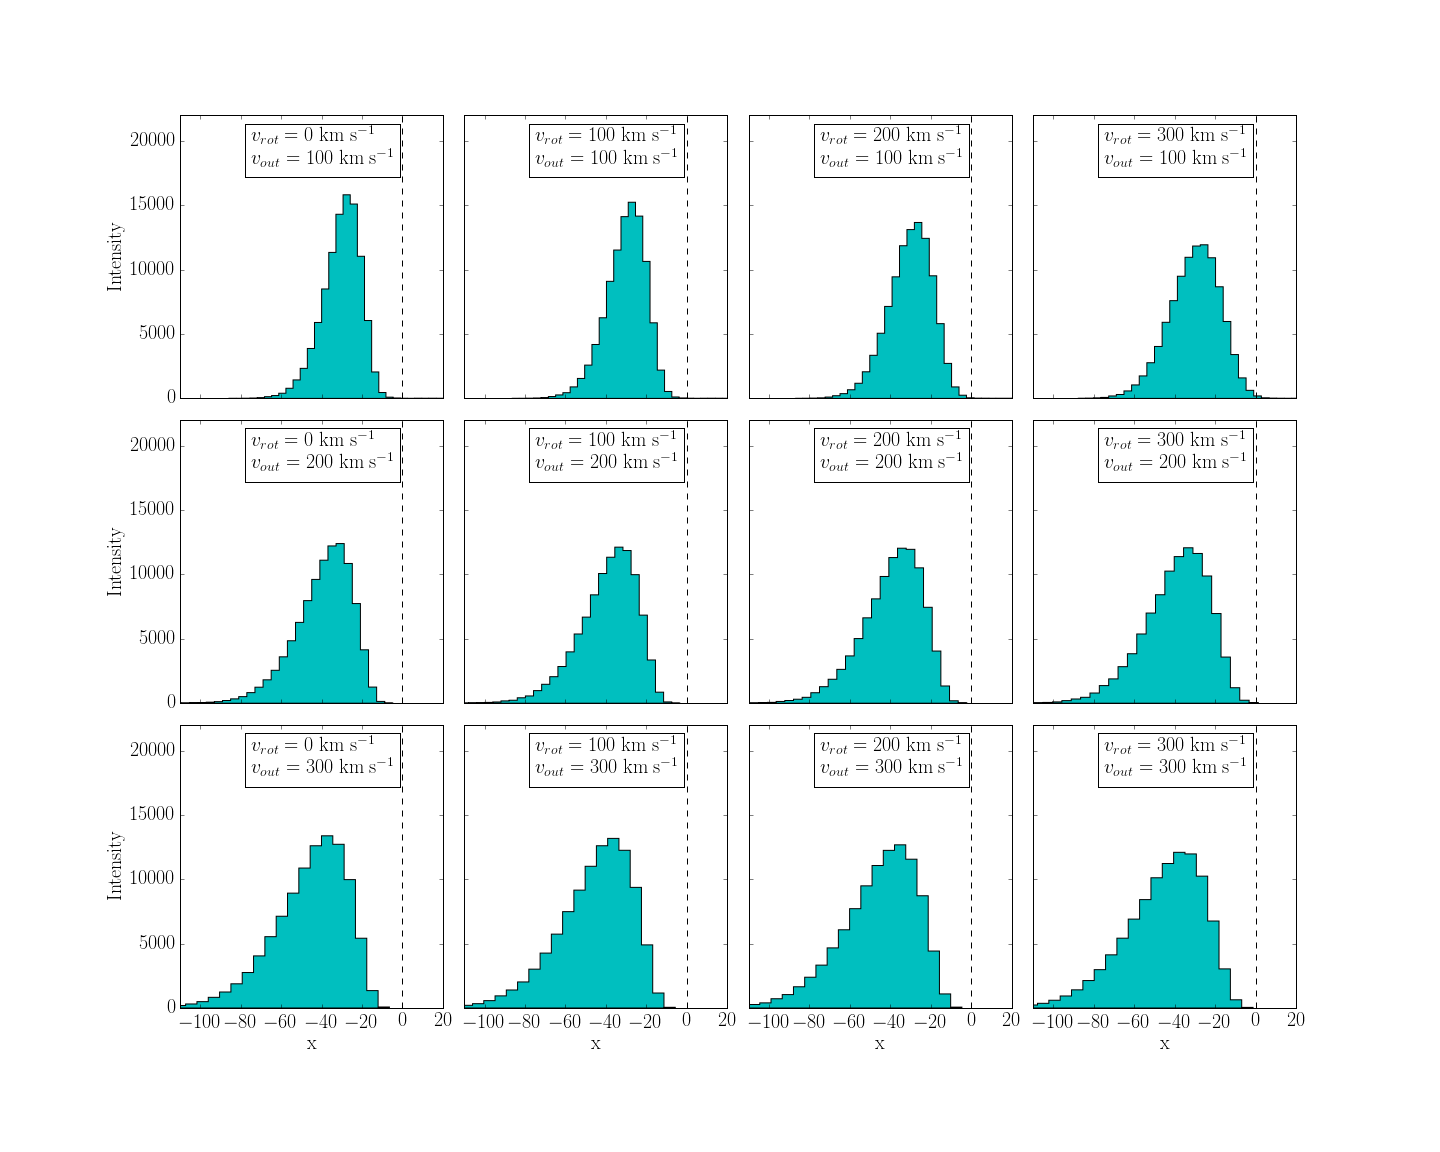 v_rot = 0 km s⁻¹
v_out = 100 km s⁻¹
v_rot = 100 km s⁻¹
v_out = 100 km s⁻¹
v_rot = 200 km s⁻¹
v_out = 100 km s⁻¹
v_rot = 300 km s⁻¹
v_out = 100 km s⁻¹
20000
15000
10000
5000
0
Intensity
v_rot = 0 km s⁻¹
v_out = 200 km s⁻¹
v_rot = 100 km s⁻¹
v_out = 200 km s⁻¹
v_rot = 200 km s⁻¹
v_out = 200 km s⁻¹
v_rot = 300 km s⁻¹
v_out = 200 km s⁻¹
20000
15000
10000
5000
0
Intensity
v_rot = 0 km s⁻¹
v_out = 300 km s⁻¹
v_rot = 100 km s⁻¹
v_out = 300 km s⁻¹
v_rot = 200 km s⁻¹
v_out = 300 km s⁻¹
v_rot = 300 km s⁻¹
v_out = 300 km s⁻¹
20000
15000
10000
5000
0
Intensity
−100 −80 −60 −40 −20 0 20
−100 −80 −60 −40 −20 0 20
−100 −80 −60 −40 −20 0 20
−100 −80 −60 −40 −20 0 20
x
x
x
x